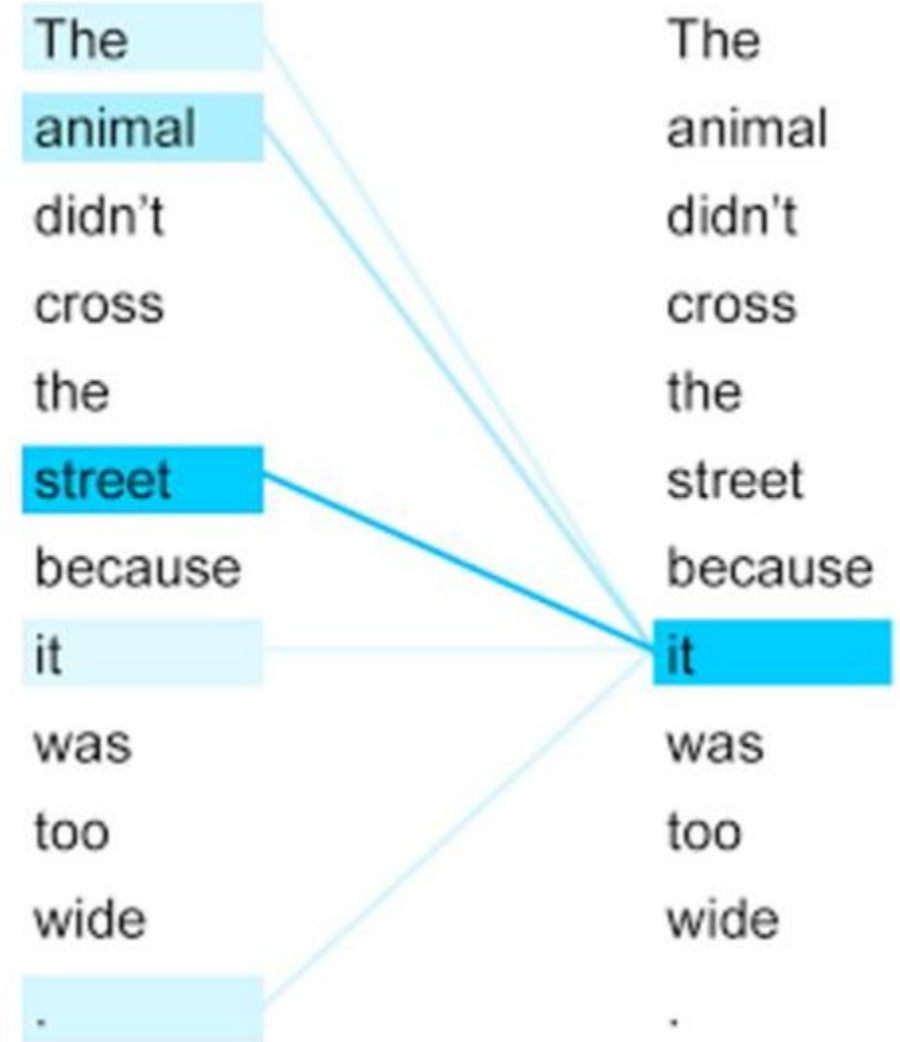 The
animal
didn’t
cross
the
street
because
it
was
too
wide
.
The
animal
didn’t
cross
the
street
because
it
was
too
wide
.